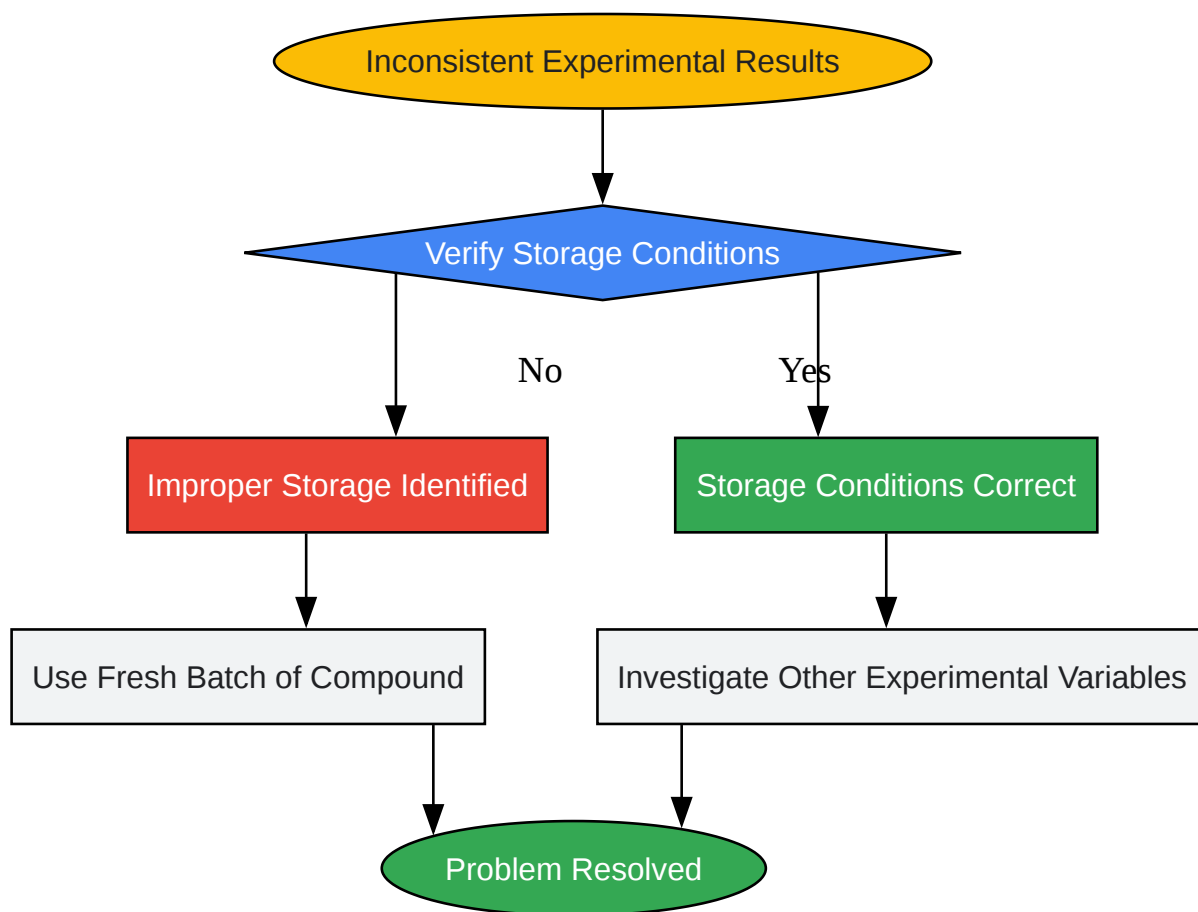 Inconsistent Experimental Results
Verify Storage Conditions
No
Yes
Improper Storage Identified
Storage Conditions Correct
Use Fresh Batch of Compound
Investigate Other Experimental Variables
Problem Resolved